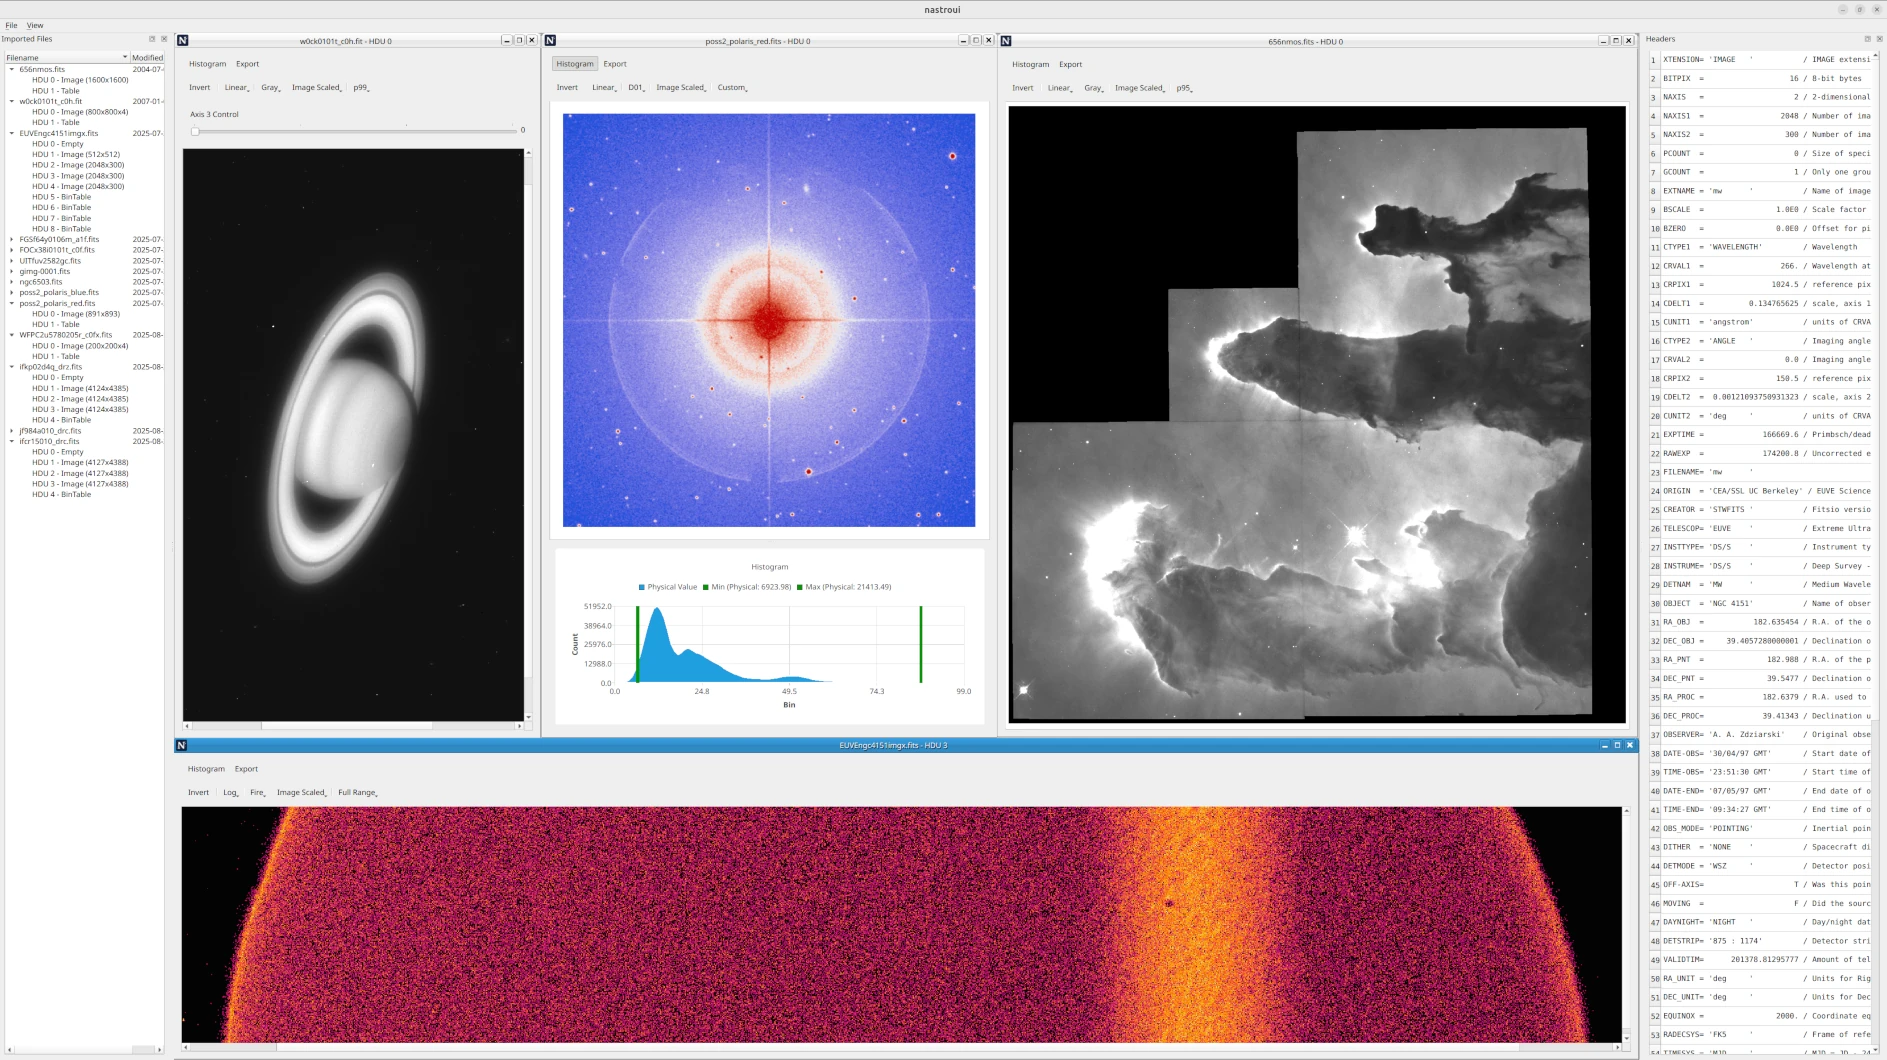 nastroui
File View
Imported Files
Filename Modified
656nmos.fits 2004-07-
HDU 0 - Image (1600x1600)
HDU 1 - Table
w0ck0101t_c0h.fit 2007-01-
HDU 0 - Image (800x800x4)
HDU 1 - Table
EUVEngc4151imgx.fits 2025-07-
HDU 0 - Empty
HDU 1 - Image (512x512)
HDU 2 - Image (2048x300)
HDU 3 - Image (2048x300)
HDU 4 - Image (2048x300)
HDU 5 - BinTable
HDU 6 - BinTable
HDU 7 - BinTable
HDU 8 - BinTable
FGSf64y0106m_a1f.fits 2025-07-
FOCx38i0101t_c0f.fits 2025-07-
UITfuv2582gc.fits 2025-07-
gimg-0001.fits 2025-07-
ngc6503.fits 2025-07-
poss2_polaris_blue.fits 2025-07-
poss2_polaris_red.fits 2025-07-
HDU 0 - Image (891x893)
HDU 1 - Table
WFPC2u5780205r_c0fx.fits 2025-08-
HDU 0 - Image (200x200x4)
HDU 1 - Table
ifkp02d4q_drz.fits 2025-08-
HDU 0 - Empty
HDU 1 - Image (4124x4385)
HDU 2 - Image (4124x4385)
HDU 3 - Image (4124x4385)
HDU 4 - BinTable
jf984a010_drc.fits 2025-08-
ifcr15010_drc.fits 2025-08-
HDU 0 - Empty
HDU 1 - Image (4127x4388)
HDU 2 - Image (4127x4388)
HDU 3 - Image (4127x4388)
HDU 4 - BinTable
N w0ck0101t_c0h.fit - HDU 0
Histogram Export
Invert Linear Gray Image Scaled p99
Axis 3 Control
0
N poss2_polaris_red.fits - HDU 0
Histogram Export
Invert Linear D01 Image Scaled Custom
Histogram
Physical Value Min (Physical: 6923.98) Max (Physical: 21413.49)
51952.0
38964.0
25976.0
12988.0
0.0
Count
0.0 24.8 49.5 74.3 99.0
Bin
N 656nmos.fits - HDU 0
Histogram Export
Invert Linear Gray Image Scaled p95
N EUVEngc4151imgx.fits - HDU 3
Histogram Export
Invert Log Fire Image Scaled Full Range
Headers
1 XTENSION= 'IMAGE ' / IMAGE extensi
2 BITPIX = 16 / 8-bit bytes
3 NAXIS = 2 / 2-dimensional
4 NAXIS1 = 2048 / Number of ima
5 NAXIS2 = 300 / Number of ima
6 PCOUNT = 0 / Size of speci
7 GCOUNT = 1 / Only one grou
8 EXTNAME = 'mw ' / Name of image
9 BSCALE = 1.0E0 / Scale factor
10 BZERO = 0.0E0 / Offset for pi
11 CTYPE1 = 'WAVELENGTH' / Wavelength
12 CRVAL1 = 266. / Wavelength at
13 CRPIX1 = 1024.5 / reference pix
14 CDELT1 = 0.134765625 / scale, axis 1
15 CUNIT1 = 'angstrom' / units of CRVA
16 CTYPE2 = 'ANGLE ' / Imaging angle
17 CRVAL2 = 0.0 / Imaging angle
18 CRPIX2 = 150.5 / reference pix
19 CDELT2 = 0.00121093750931323 / scale, axis 2
20 CUNIT2 = 'deg ' / units of CRVA
21 EXPTIME = 166669.6 / Primbsch/dead
22 RAWEXP = 174200.8 / Uncorrected e
23 FILENAME= 'mw '
24 ORIGIN = 'CEA/SSL UC Berkeley' / EUVE Science
25 CREATOR = 'STWFITS ' / Fitsio versio
26 TELESCOP= 'EUVE ' / Extreme Ultra
27 INSTTYPE= 'DS/S ' / Instrument ty
28 INSTRUME= 'DS/S ' / Deep Survey -
29 DETNAM = 'MW ' / Medium Wavele
30 OBJECT = 'NGC 4151' / Name of obser
31 RA_OBJ = 182.635454 / R.A. of the o
32 DEC_OBJ = 39.4057280000001 / Declination o
33 RA_PNT = 182.988 / R.A. of the p
34 DEC_PNT = 39.5477 / Declination o
35 RA_PROC = 182.6379 / R.A. used to
36 DEC_PROC= 39.41343 / Declination u
37 OBSERVER= 'A. A. Zdziarski' / Original obse
38 DATE-OBS= '30/04/97 GMT' / Start date of
39 TIME-OBS= '23:51:30 GMT' / Start time of
40 DATE-END= '07/05/97 GMT' / End date of o
41 TIME-END= '09:34:27 GMT' / End time of o
42 OBS_MODE= 'POINTING' / Inertial poin
43 DITHER = 'NONE ' / Spacecraft di
44 DETMODE = 'WSZ ' / Detector posi
45 OFF-AXIS= T / Was this poin
46 MOVING = F / Did the sourc
47 DAYNIGHT= 'NIGHT ' / Day/night dat
48 DETSTRIP= '875 : 1174' / Detector stri
49 VALIDTIM= 201378.81295777 / Amount of tel
50 RA_UNIT = 'deg ' / Units for Rig
51 DEC_UNIT= 'deg ' / Units for Dec
52 EQUINOX = 2000. / Coordinate eq
53 RADECSYS= 'FK5 ' / Frame of refe